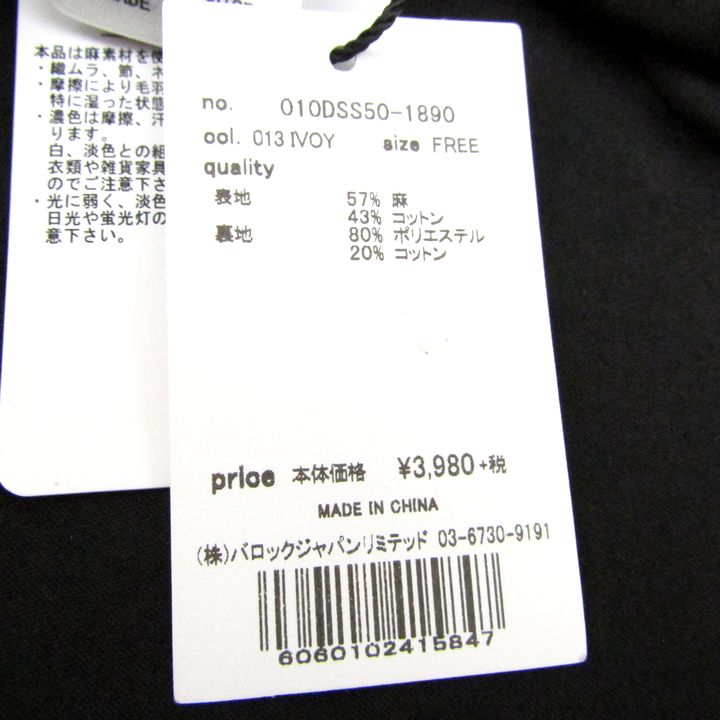 本品は麻素材を使
・織ムラ、節、ネ
・摩擦により毛羽
特に湿った状態
・濃色は摩擦、汗
ります。
白、淡色との組
衣類や雑貨家具
のでご注意下さ
・光に弱く、淡色
日光や蛍光灯の
意下さい。
no. 010DSS50-1890
col. 013 IVOY size FREE
quality
表地 57% 麻
43% コットン
裏地 80% ポリエステル
20% コットン
price 本体価格 ¥3,980+税
MADE IN CHINA
(株)バロックジャパンリミテッド 03-6730-9191
6060102415847